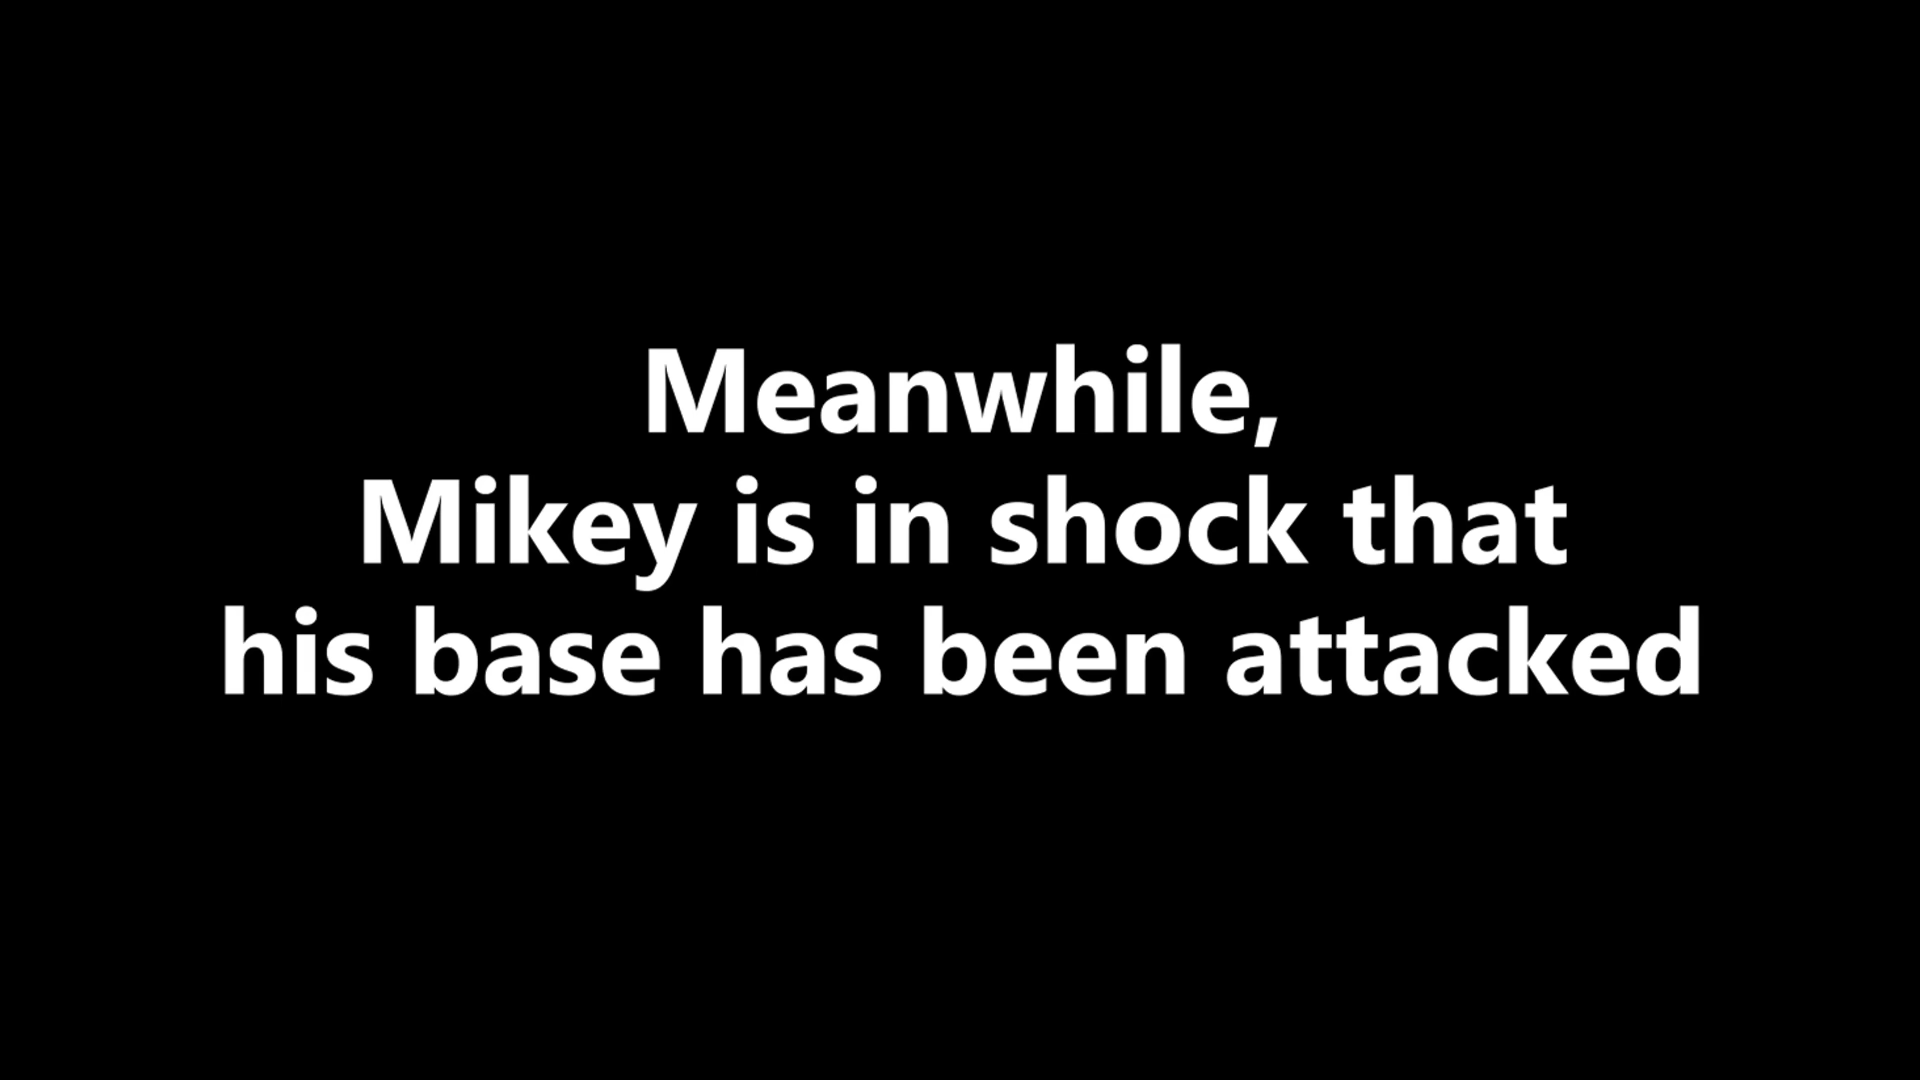 Meanwhile,
Mikey is in shock that
his base has been attacked